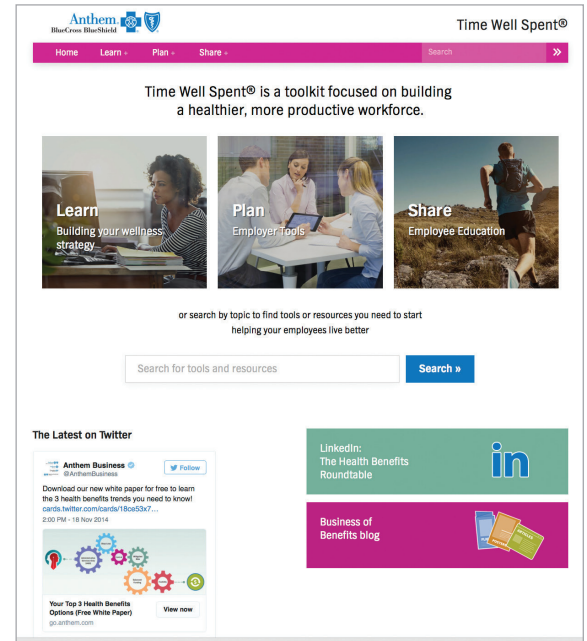 Anthem.
BlueCross BlueShield
Time Well Spent®
Home Learn + Plan + Share + Search »
Time Well Spent® is a toolkit focused on building
a healthier, more productive workforce.
Learn
Building your wellness
strategy
Plan
Employer Tools
Share
Employee Education
or search by topic to find tools or resources you need to start
helping your employees live better
Search for tools and resources Search »
The Latest on Twitter
Anthem Business
@AnthemBusiness
Follow
Download our new white paper for free to learn
the 3 health benefits trends you need to know!
cards.twitter.com/cards/18ce53x7…
2:00 PM - 18 Nov 2014
Your Top 3 Health Benefits
Options (Free White Paper)
go.anthem.com
View now
LinkedIn:
The Health Benefits
Roundtable
in
Business of
Benefits blog